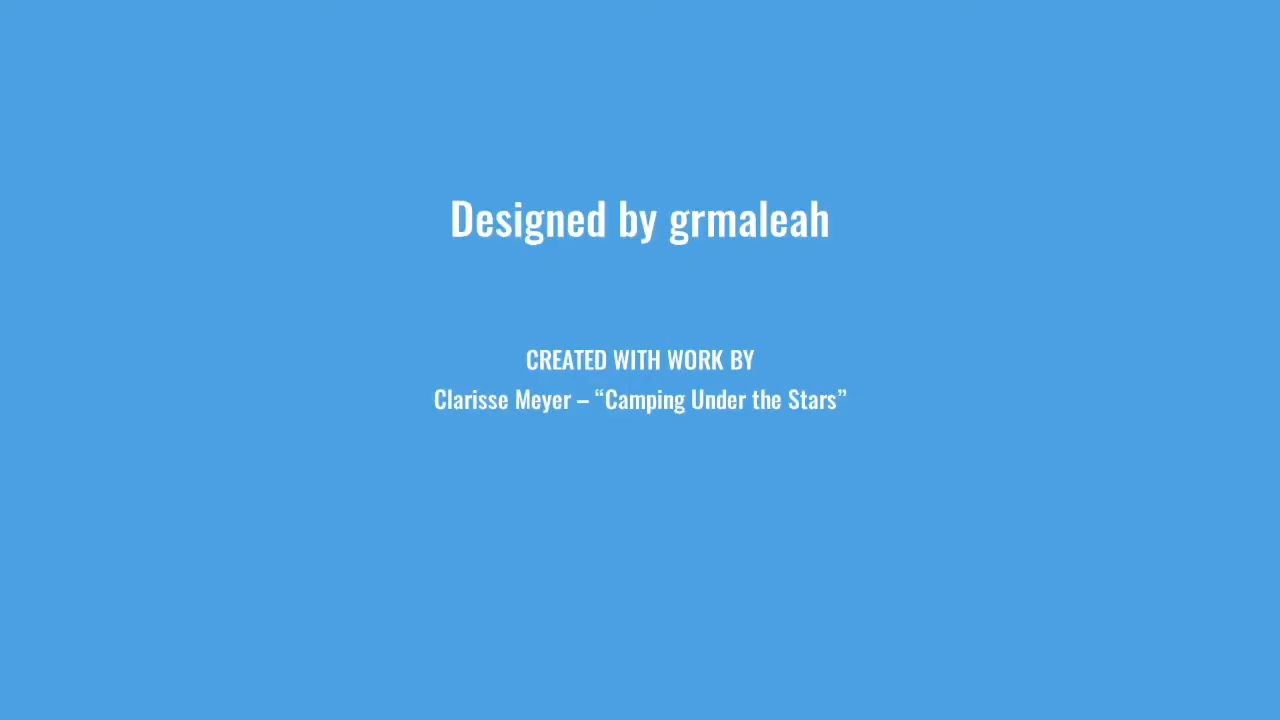 Designed by grmaleah
CREATED WITH WORK BY
Clarisse Meyer – “Camping Under the Stars”